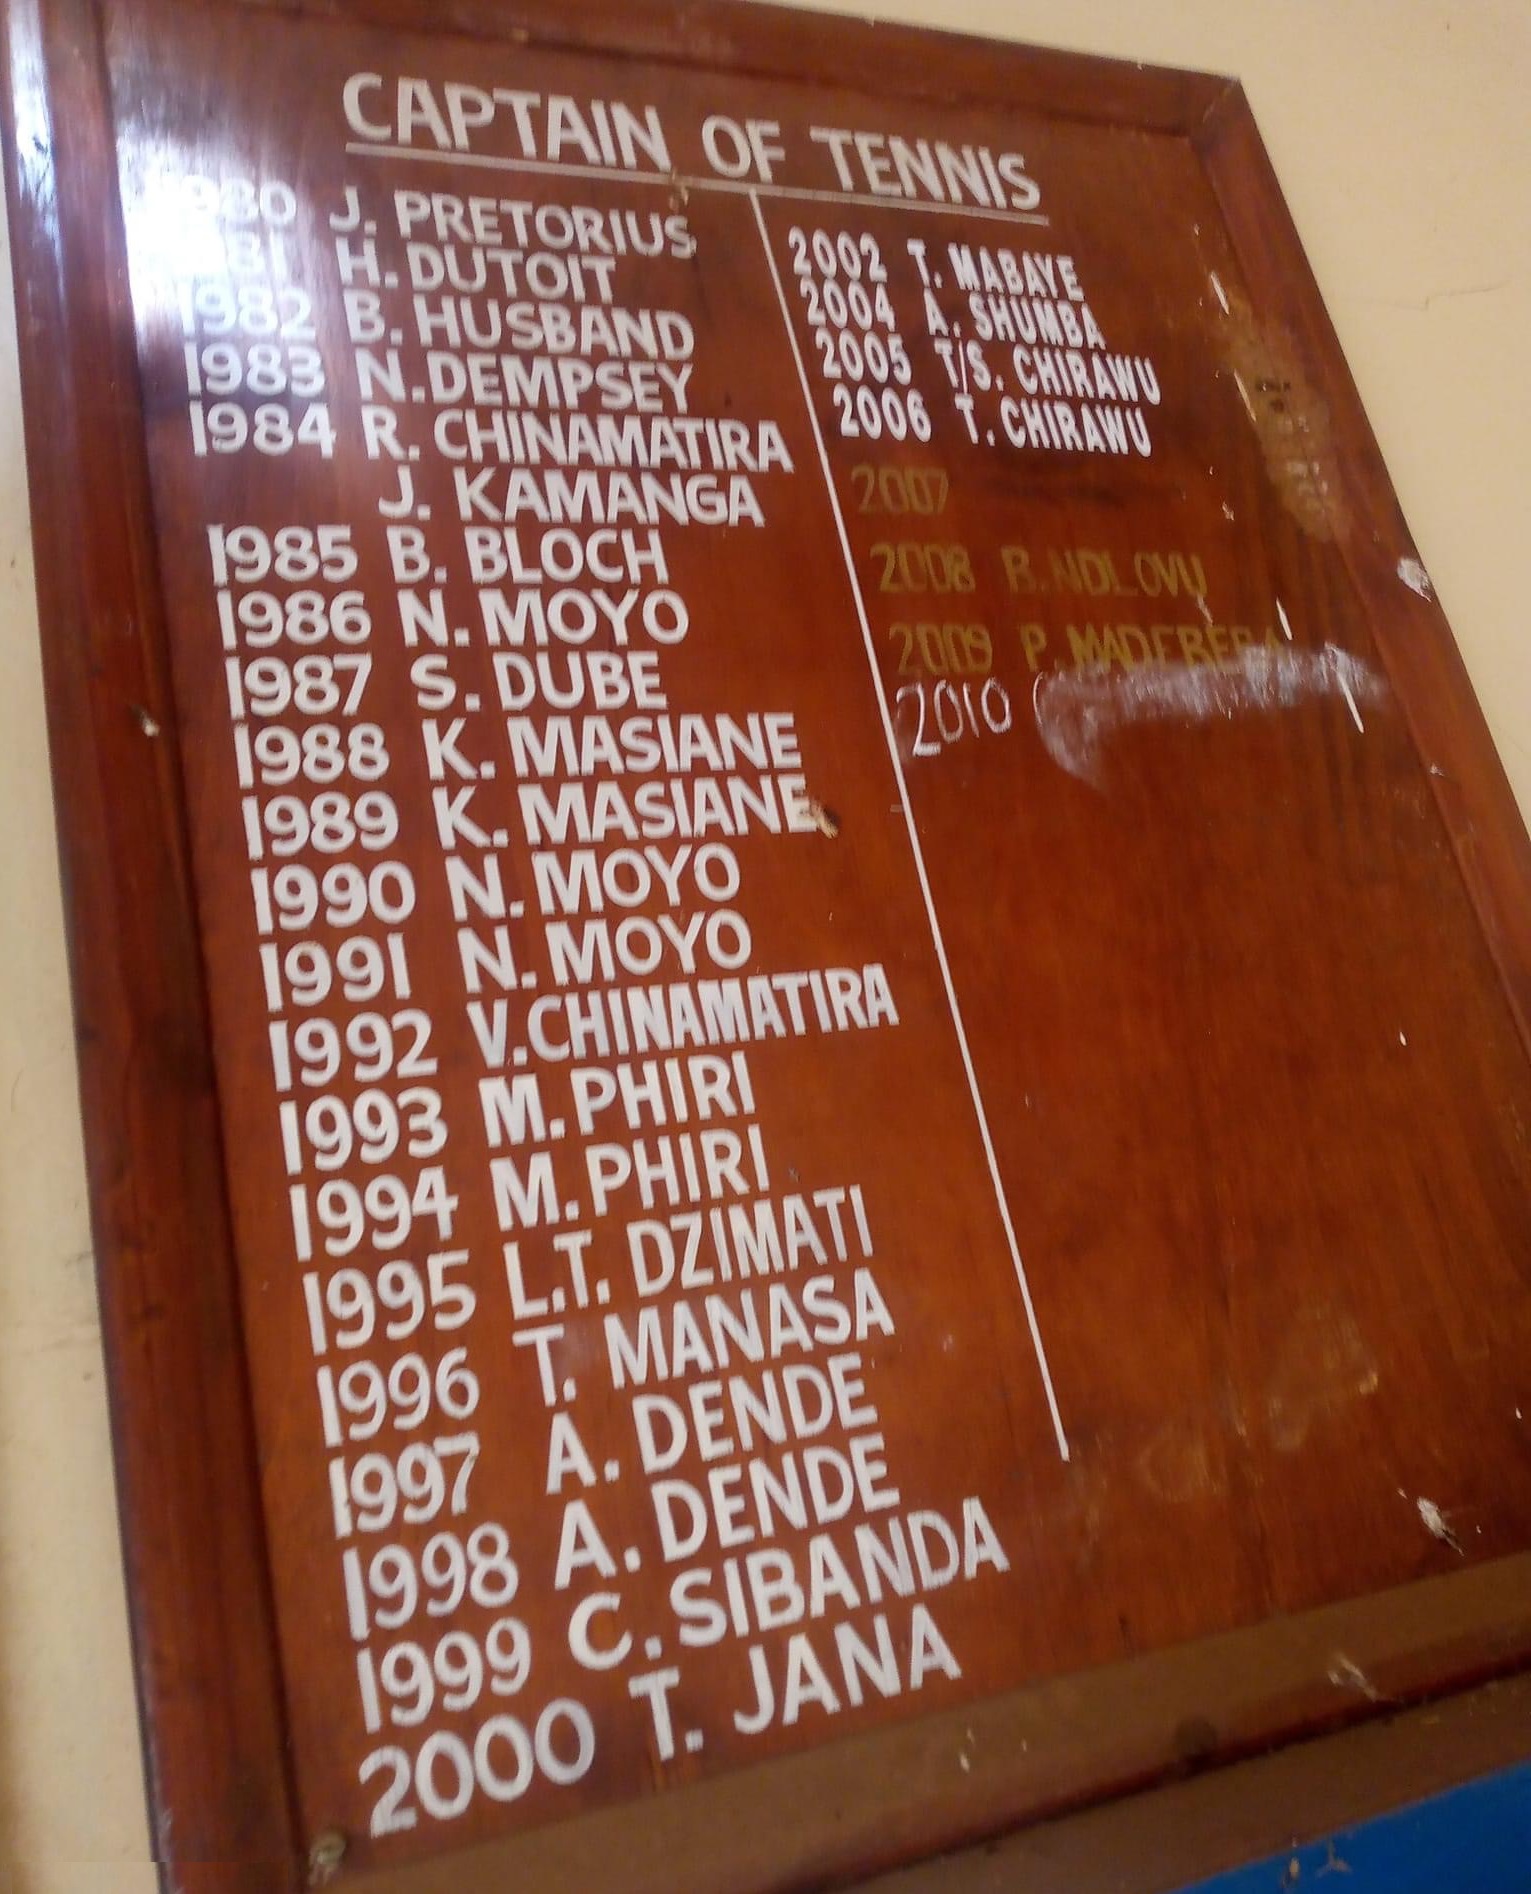 CAPTAIN OF TENNIS
1980 J. PRETORIUS
1981 H. DUTOIT
1982 B. HUSBAND
1983 N. DEMPSEY
1984 R. CHINAMATIRA
J. KAMANGA
1985 B. BLOCH
1986 N. MOYO
1987 S. DUBE
1988 K. MASIANE
1989 K. MASIANE
1990 N. MOYO
1991 N. MOYO
1992 V. CHINAMATIRA
1993 M. PHIRI
1994 M. PHIRI
1995 L.T. DZIMATI
1996 T. MANASA
1997 A. DENDE
1998 A. DENDE
1999 C. SIBANDA
2000 T. JANA
2002 T. MABAYE
2004 A. SHUMBA
2005 T/S. CHIRAWU
2006 T. CHIRAWU
2007
2008 B. NDLOVU
2009 P.
2010